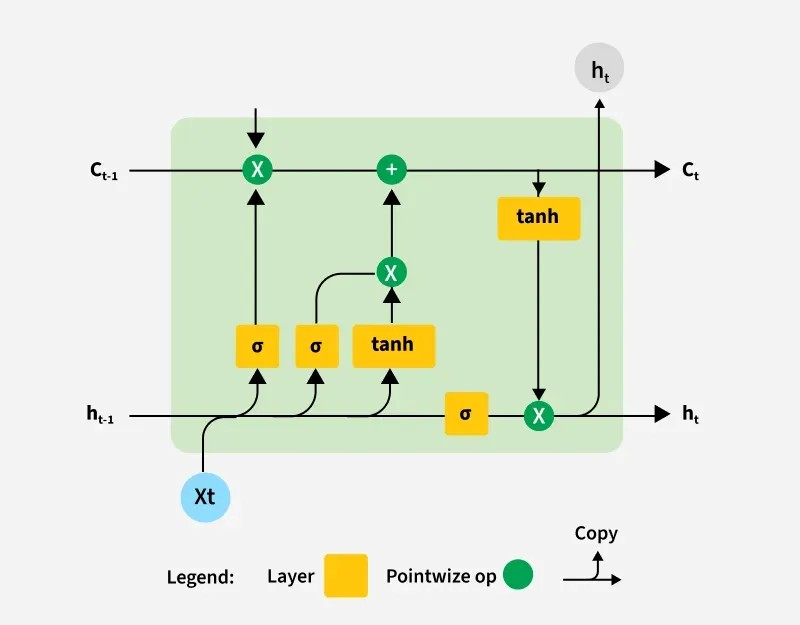 hₜ
Cₜ₋₁
X
+
Cₜ
tanh
X
σ
σ
tanh
hₜ₋₁
σ
X
hₜ
Xt
Copy
Legend: Layer Pointwize op